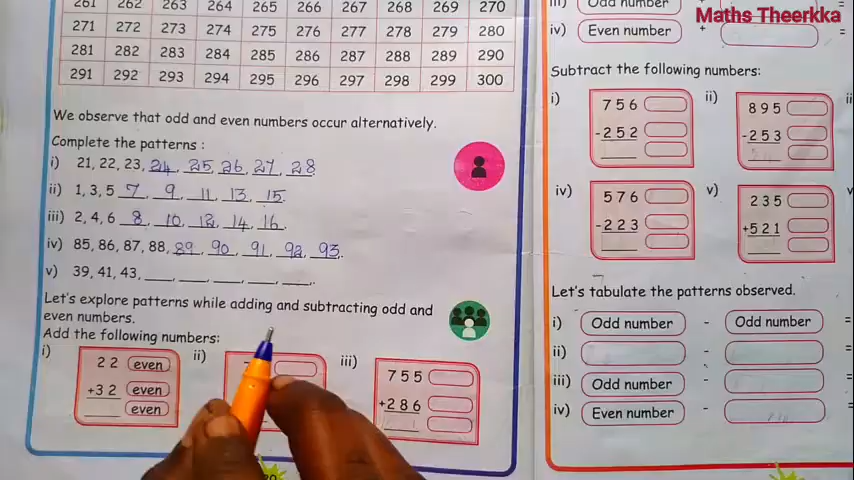 261 262 263 264 265 266 267 268 269 270
271 272 273 274 275 276 277 278 279 280
281 282 283 284 285 286 287 288 289 290
291 292 293 294 295 296 297 298 299 300
We observe that odd and even numbers occur alternatively.
Complete the patterns :
i) 21, 22, 23, 24, 25, 26, 27, 28
ii) 1, 3, 5 7, 9, 11, 13, 15.
iii) 2, 4, 6 8, 10, 12, 14, 16.
iv) 85, 86, 87, 88, 89, 90, 91, 92, 93.
v) 39, 41, 43, ____, ____, ____, ____, ____.
Let's explore patterns while adding and subtracting odd and
even numbers.
Add the following numbers:
i) ii) iii)
22 even
+32 even
even
755
+286
Maths Theerkka
iii) Odd number +
iv) Even number + =
Subtract the following numbers:
i) ii)
756
-252
895
-253
iv) v)
576
-223
235
+521
Let's tabulate the patterns observed.
i) Odd number - Odd number =
ii) -
iii) Odd number -
iv) Even number - =